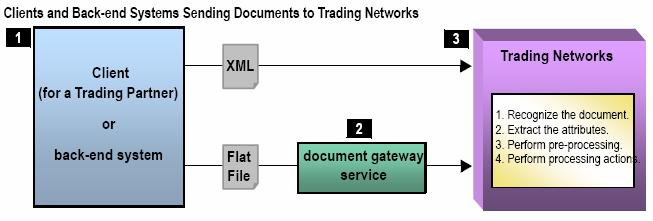 Clients and Back-end Systems Sending Documents to Trading Networks
1
Client
(for a Trading Partner)
or
back-end system
XML
Flat
File
2
document gateway
service
3
Trading Networks
1. Recognize the document.
2. Extract the attributes.
3. Perform pre-processing.
4. Perform processing actions.